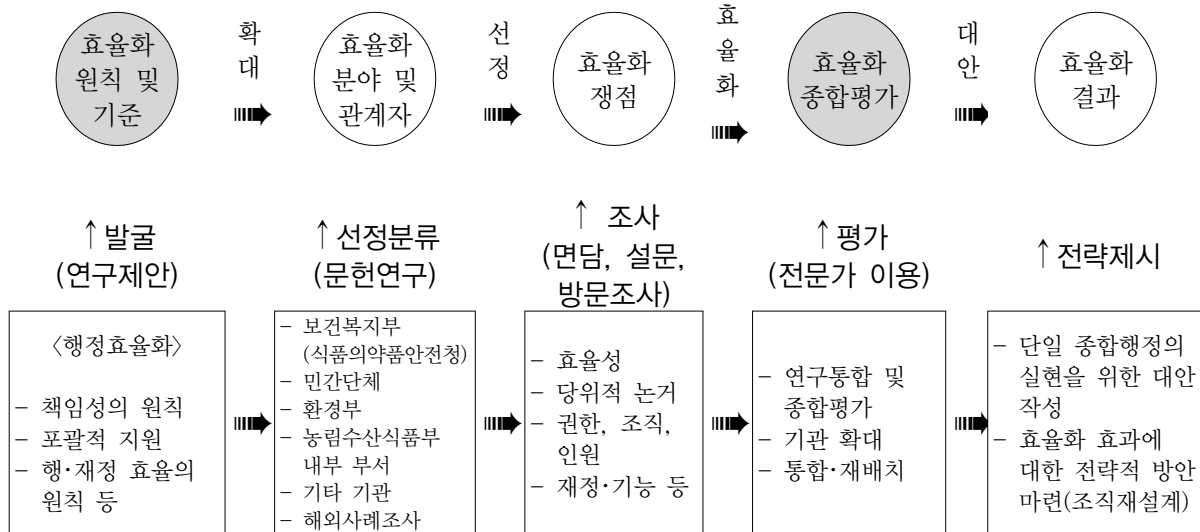 효율화
원칙 및
기준
확
대
효율화
분야 및
관계자
선
정
효율화
쟁점
효
율
화
효율화
종합평가
대
안
효율화
결과
↑발굴
(연구제안)
↑선정분류
(문헌연구)
↑ 조사
(면담, 설문,
방문조사)
↑평가
(전문가 이용)
↑전략제시
〈행정효율화〉
- 책임성의 원칙
- 포괄적 지원
- 행·재정 효율의
원칙 등
- 보건복지부
(식품의약품안전청)
- 민간단체
- 환경부
- 농림수산식품부
내부 부서
- 기타 기관
- 해외사례조사
- 효율성
- 당위적 논거
- 권한, 조직,
인원
- 재정·기능 등
- 연구통합 및
종합평가
- 기관 확대
- 통합·재배치
- 단일 종합행정의
실현을 위한 대안
작성
- 효율화 효과에
대한 전략적 방안
마련(조직재설계)